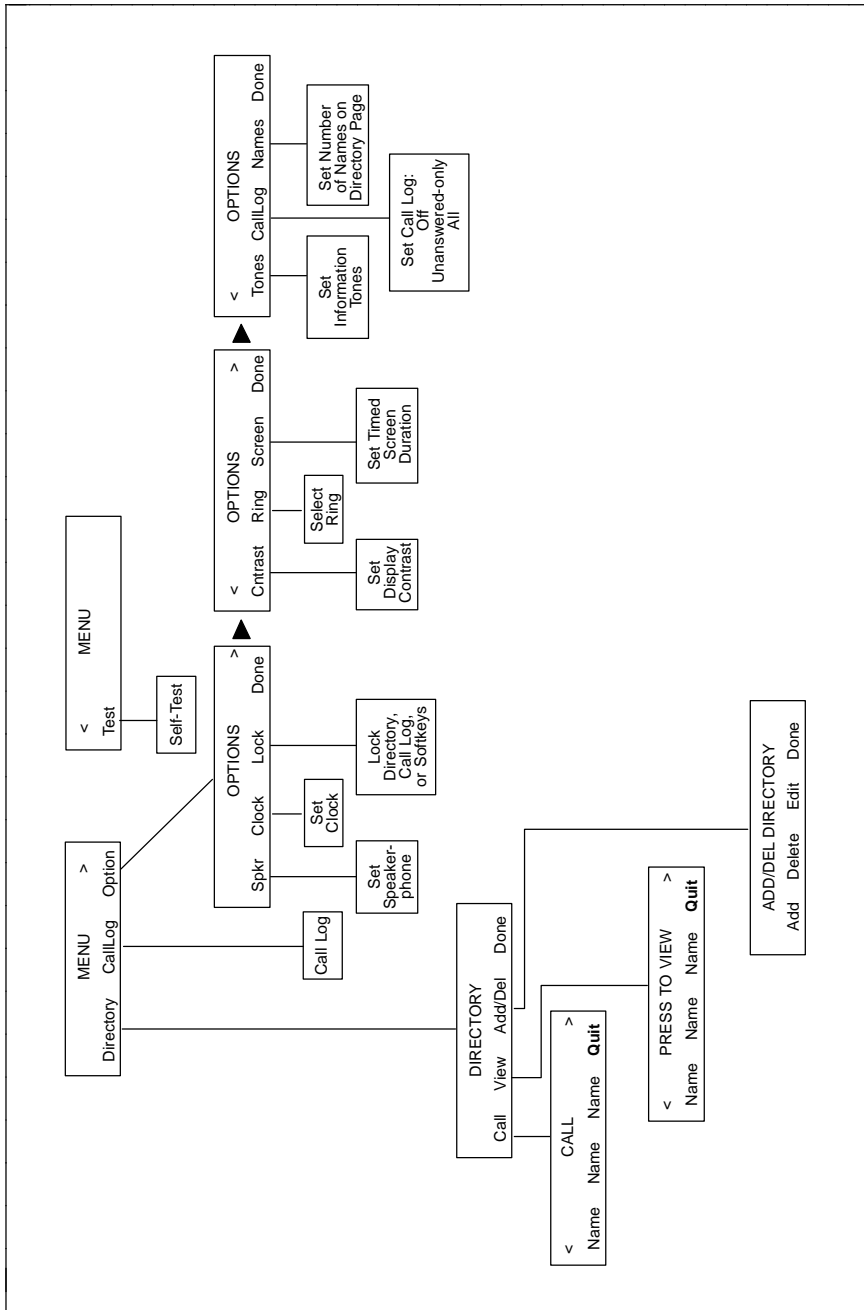 MENU >
Directory CallLog Option
< MENU
Test
Self-Test
Call Log
OPTIONS >
Spkr Clock Lock Done
Set
Speaker-
phone
Set
Clock
Lock
Directory,
Call Log,
or Softkeys
< OPTIONS >
Cntrast Ring Screen Done
Set
Display
Contrast
Select
Ring
Set Timed
Screen
Duration
< OPTIONS
Tones CallLog Names Done
Set
Information
Tones
Set Call Log:
Off
Unanswered-only
All
Set Number
of Names on
Directory Page
DIRECTORY
Call View Add/Del Done
< CALL >
Name Name Name Quit
< PRESS TO VIEW >
Name Name Name Quit
ADD/DEL DIRECTORY
Add Delete Edit Done